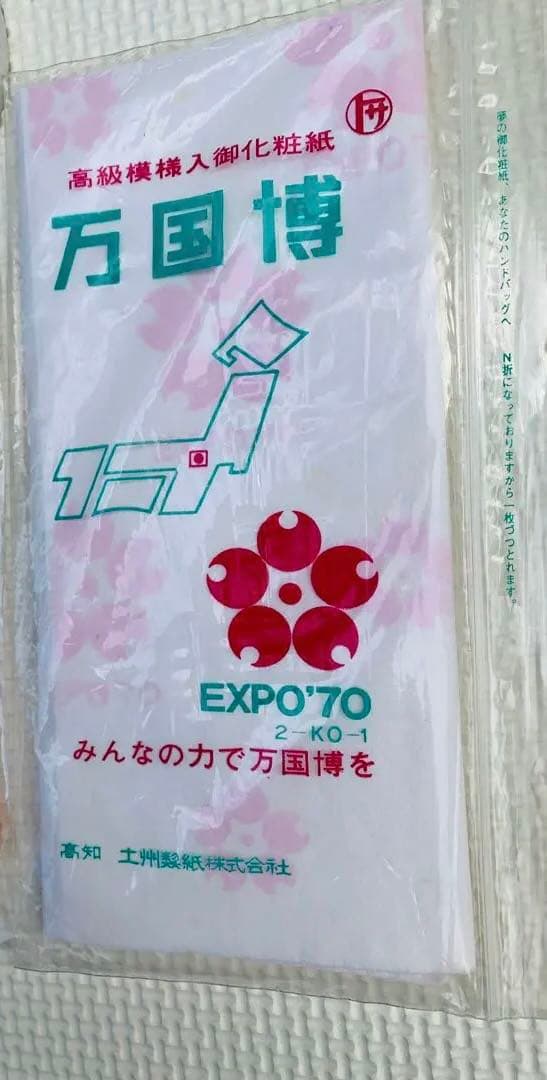 トサ
高級模様入御化粧紙
万国博
EXPO'70
2-KO-1
みんなの力で万国博を
高知 土州製紙株式会社
夢の御化粧紙、あなたのハンドバッグへ N折になっておりますから一枚づつとれます。